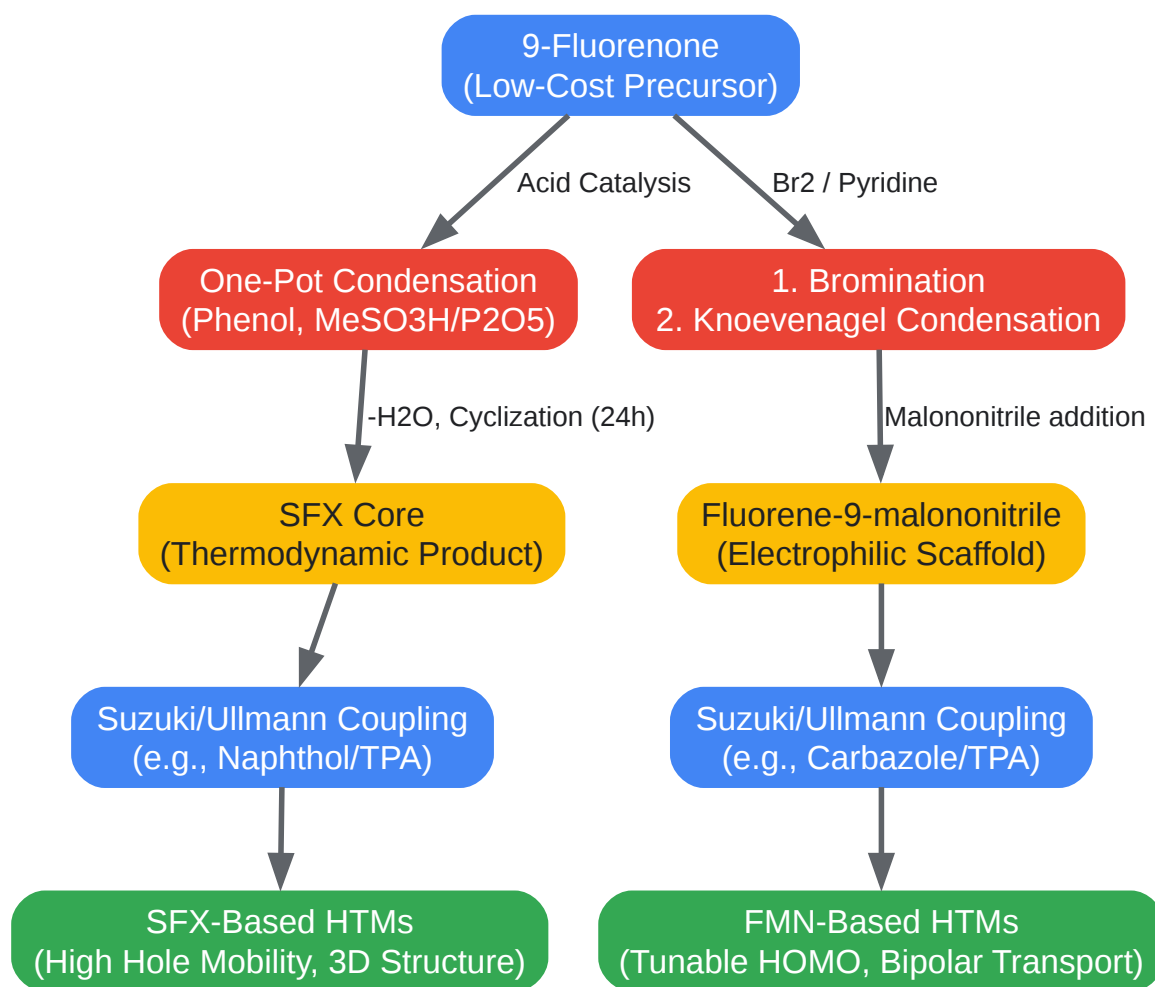 9-Fluorenone
(Low-Cost Precursor)
Acid Catalysis
Br2 / Pyridine
One-Pot Condensation
(Phenol, MeSO3H/P2O5)
1. Bromination
2. Knoevenagel Condensation
-H2O, Cyclization (24h)
Malononitrile addition
SFX Core
(Thermodynamic Product)
Fluorene-9-malononitrile
(Electrophilic Scaffold)
Suzuki/Ullmann Coupling
(e.g., Naphthol/TPA)
Suzuki/Ullmann Coupling
(e.g., Carbazole/TPA)
SFX-Based HTMs
(High Hole Mobility, 3D Structure)
FMN-Based HTMs
(Tunable HOMO, Bipolar Transport)